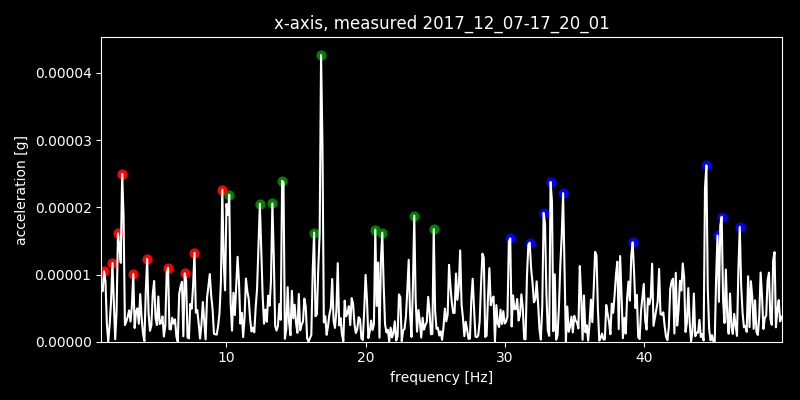 x-axis, measured 2017_12_07-17_20_01
0.00004
0.00003
0.00002
0.00001
0.00000
acceleration [g]
10 20 30 40
frequency [Hz]